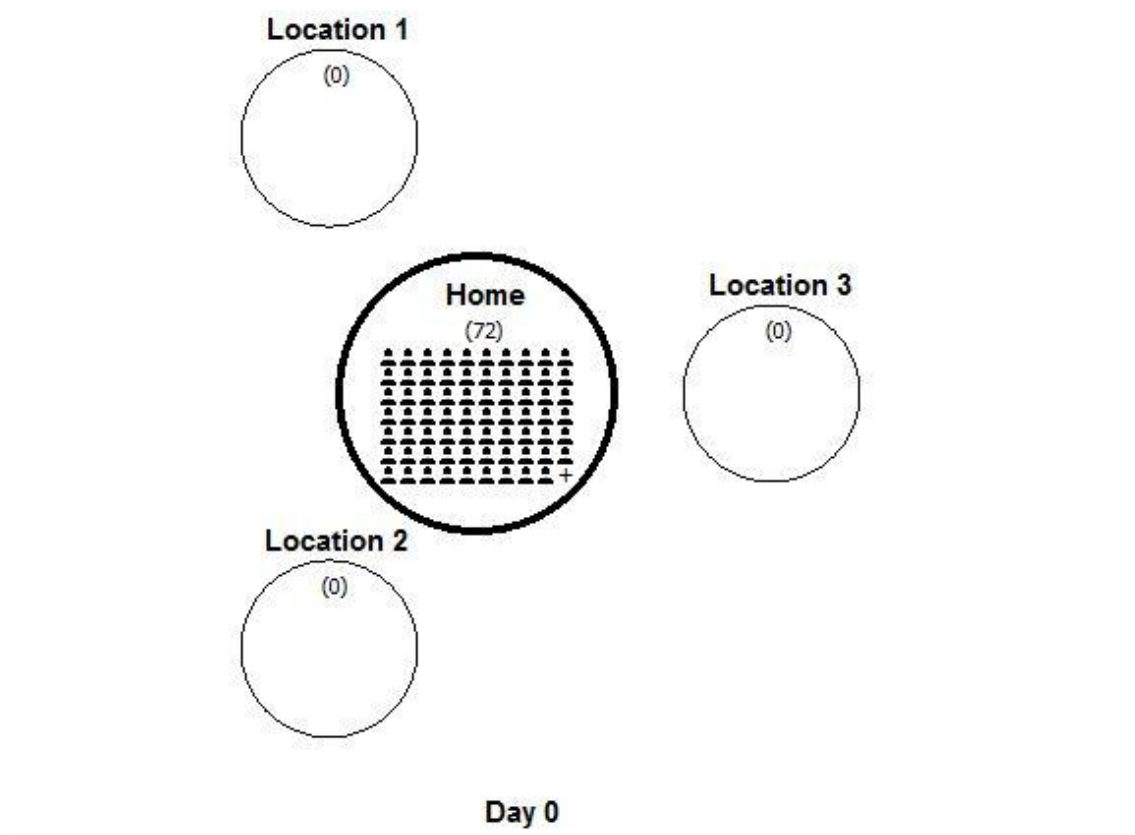 Location 1
(0)
Home
(72)
+
Location 3
(0)
Location 2
(0)
Day 0